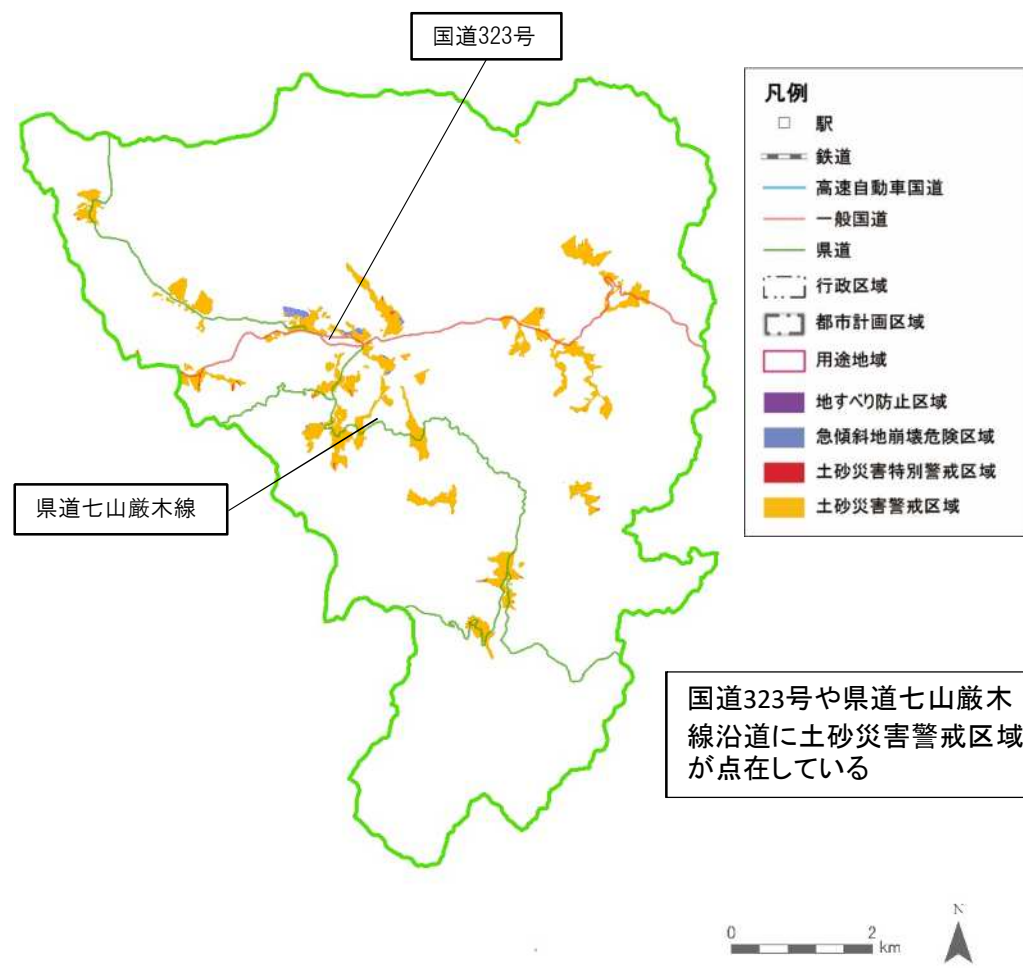 国道323号
凡例
駅
鉄道
高速自動車国道
一般国道
県道
行政区域
都市計画区域
用途地域
地すべり防止区域
急傾斜地崩壊危険区域
土砂災害特別警戒区域
土砂災害警戒区域
県道七山厳木線
国道323号や県道七山厳木
線沿道に土砂災害警戒区域
が点在している
0 2 km
N